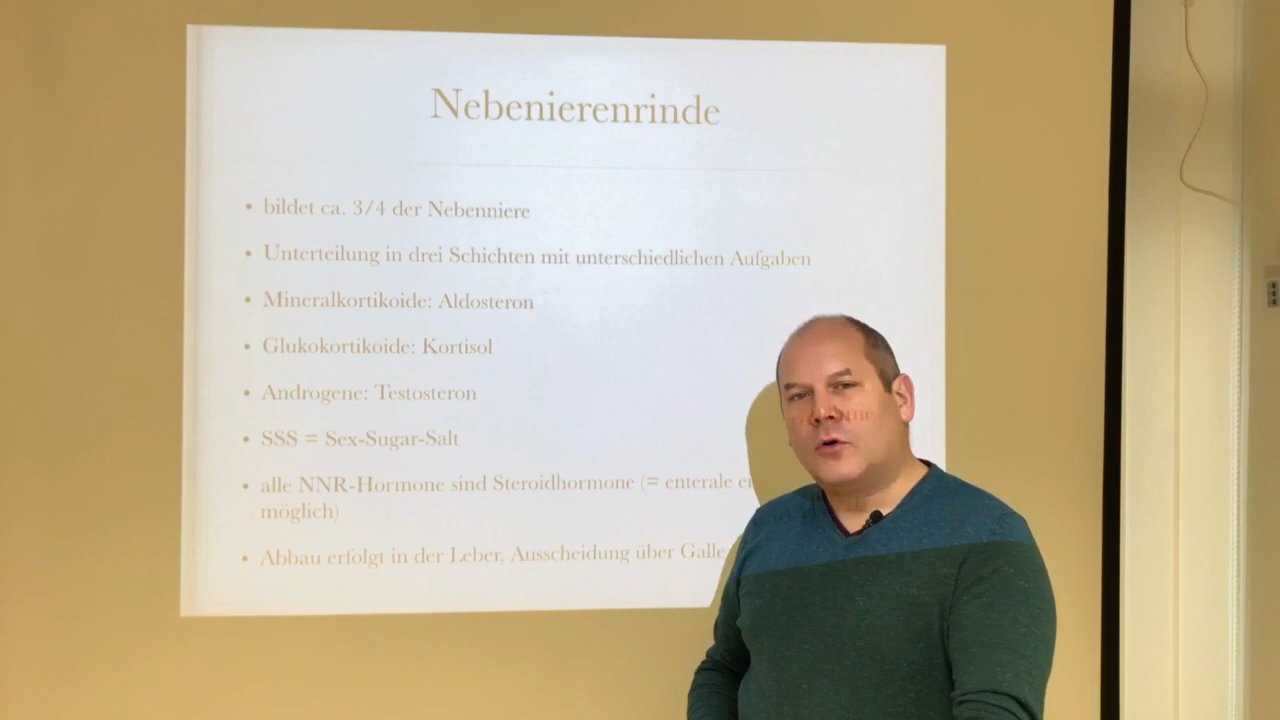 Nebenierenrinde
• bildet ca. 3/4 der Nebenniere
• Unterteilung in drei Schichten mit unterschiedlichen Aufgaben
• Mineralkortikoide: Aldosteron
• Glukokortikoide: Kortisol
• Androgene: Testosteron
• SSS = Sex-Sugar-Salt
• alle NNR-Hormone sind Steroidhormone (= enterale
möglich)
• Abbau erfolgt in der Leber, Ausscheidung über Galle